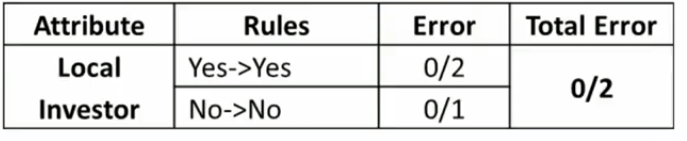 Attribute Rules Error Total Error
Local Yes->Yes 0/2 0/2
Investor No->No 0/1